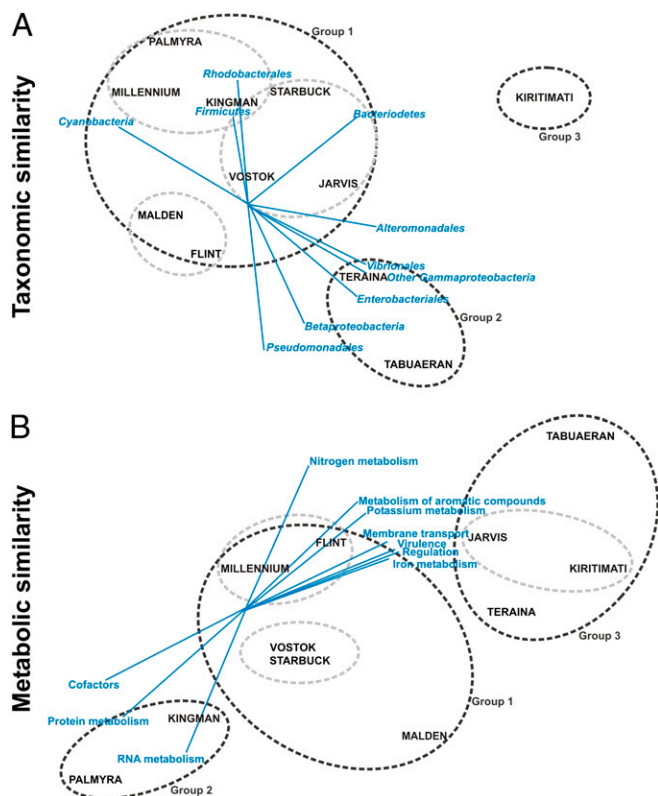 A
Taxonomic similarity
Group 1
PALMYRA
Rhodobacterales
MILLENNIUM
STARBUCK
KINGMAN
Firmicutes
Bacteriodetes
Cyanobacteria
KIRITIMATI
Group 3
VOSTOK
JARVIS
MALDEN
FLINT
Alteromonadales
Vibrionales
TERAINA
Other Gammaproteobacteria
Enterobacteriales
Group 2
Betaproteobacteria
Pseudomonadales
TABUAERAN
B
Metabolic similarity
TABUAERAN
Nitrogen metabolism
Metabolism of aromatic compounds
Potassium metabolism
Membrane transport
JARVIS
FLINT
Virulence
Regulation
Iron metabolism
MILLENNIUM
KIRITIMATI
TERAINA
Group 3
VOSTOK
STARBUCK
Cofactors
Group 1
Protein metabolism
KINGMAN
MALDEN
RNA metabolism
PALMYRA
Group 2